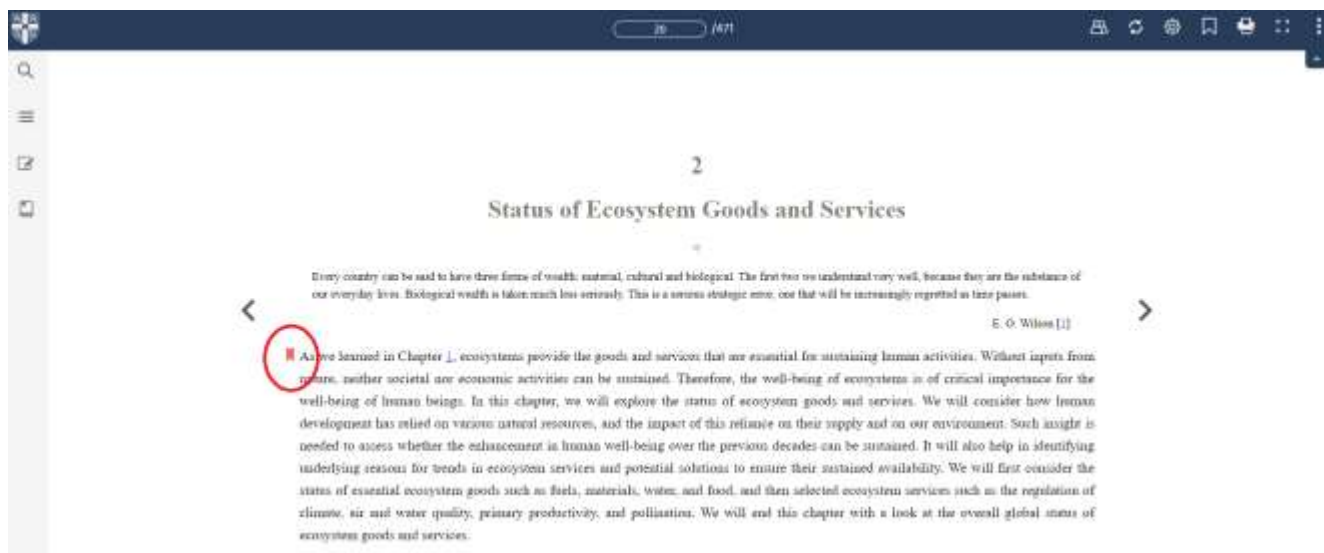 20 /471
2
Status of Ecosystem Goods and Services
Every country can be said to have three forms of wealth: material, cultural and biological. The first two we understand very well, because they are the substance of
our everyday lives. Biological wealth is taken much less seriously. This is a serious strategic error, one that will be increasingly regretted as time passes.
E. O. Wilson [1]
As we learned in Chapter 1, ecosystems provide the goods and services that are essential for sustaining human activities. Without inputs from
nature, neither societal nor economic activities can be sustained. Therefore, the well-being of ecosystems is of critical importance for the
well-being of human beings. In this chapter, we will explore the status of ecosystem goods and services. We will consider how human
development has relied on various natural resources, and the impact of this reliance on their supply and on our environment. Such insight is
needed to assess whether the enhancement in human well-being over the previous decades can be sustained. It will also help in identifying
underlying reasons for trends in ecosystem services and potential solutions to ensure their sustained availability. We will first consider the
status of essential ecosystem goods such as fuels, materials, water, and food, and then selected ecosystem services such as the regulation of
climate, air and water quality, primary productivity, and pollination. We will end this chapter with a look at the overall global status of
ecosystem goods and services.